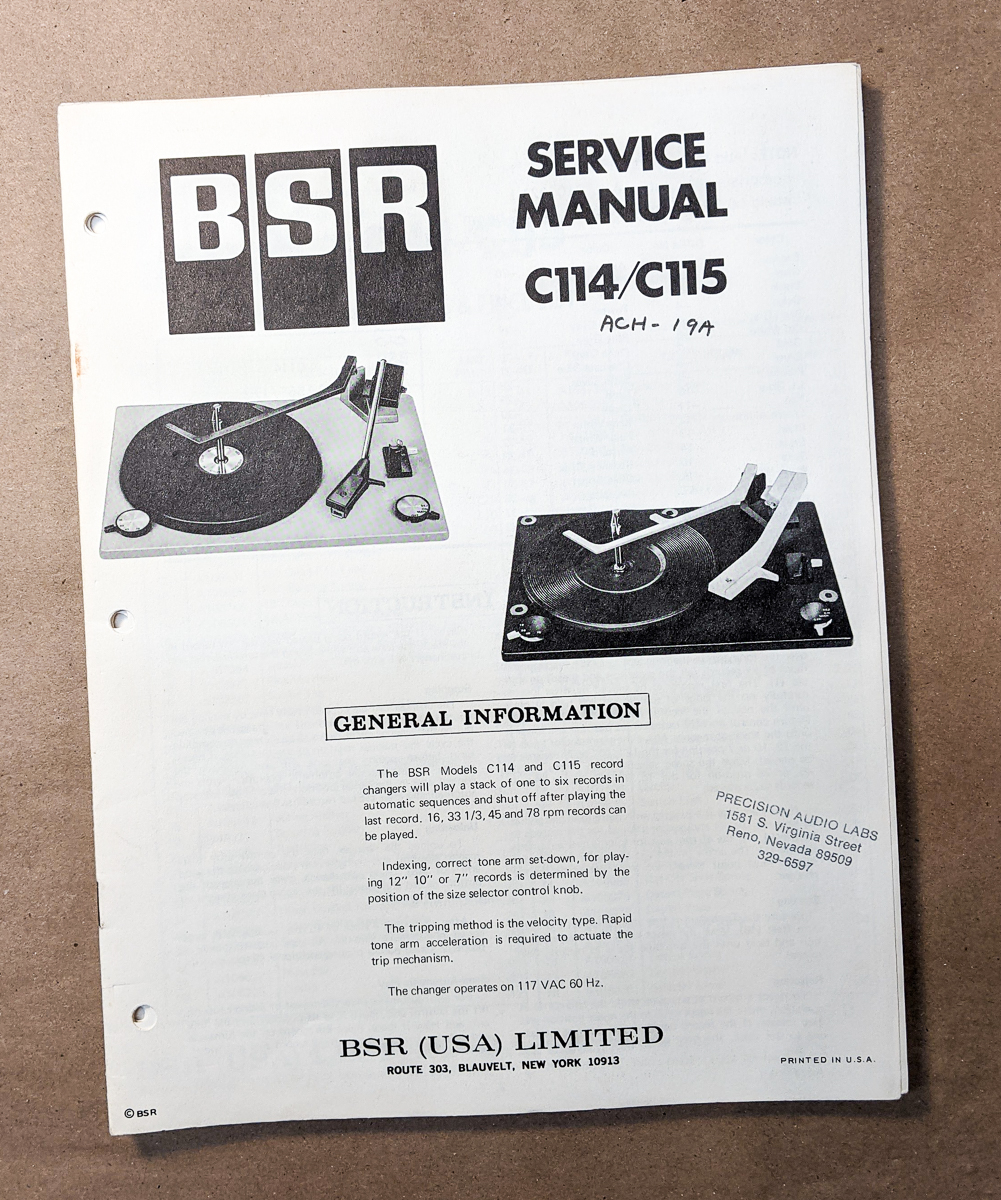 BSR
SERVICE
MANUAL
C114/C115
ACH-19A
GENERAL INFORMATION
The BSR Models C114 and C115 record
changers will play a stack of one to six records in
automatic sequences and shut off after playing the
last record. 16, 33 1/3, 45 and 78 rpm records can
be played.
Indexing, correct tone arm set-down, for play-
ing 12" 10" or 7" records is determined by the
position of the size selector control knob.
The tripping method is the velocity type. Rapid
tone arm acceleration is required to actuate the
trip mechanism.
The changer operates on 117 VAC 60 Hz.
PRECISION AUDIO LABS
1581 S. Virginia Street
Reno, Nevada 89509
329-6597
BSR (USA) LIMITED
ROUTE 303, BLAUVELT, NEW YORK 10913
PRINTED IN U.S.A.
© BSR